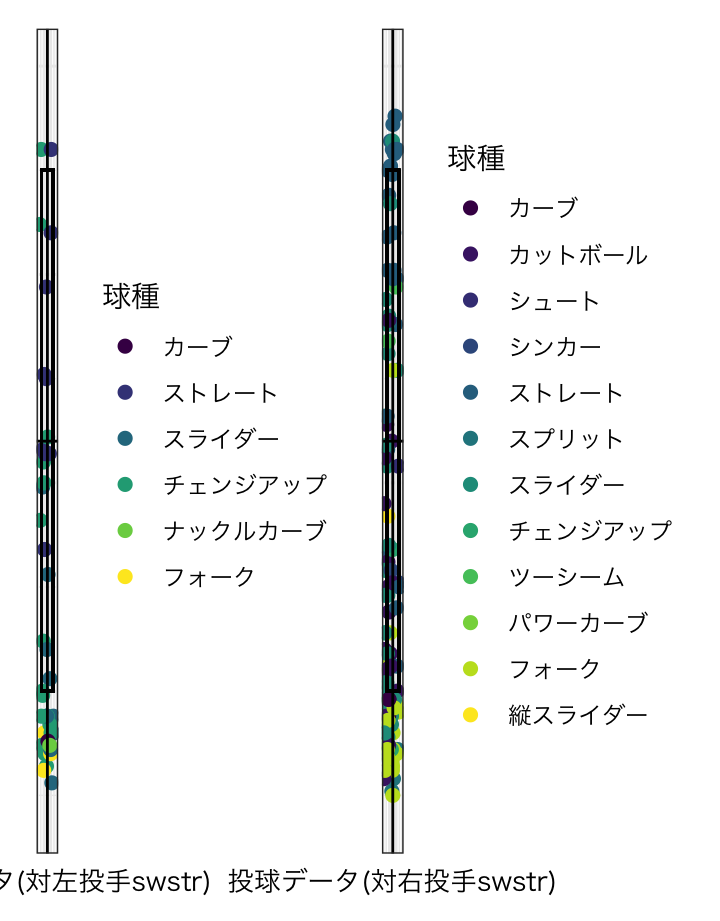 球種
カーブ
ストレート
スライダー
チェンジアップ
ナックルカーブ
フォーク
球種
カーブ
カットボール
シュート
シンカー
ストレート
スプリット
スライダー
チェンジアップ
ツーシーム
パワーカーブ
フォーク
縦スライダー
タ(対左投手swstr) 投球データ(対右投手swstr)